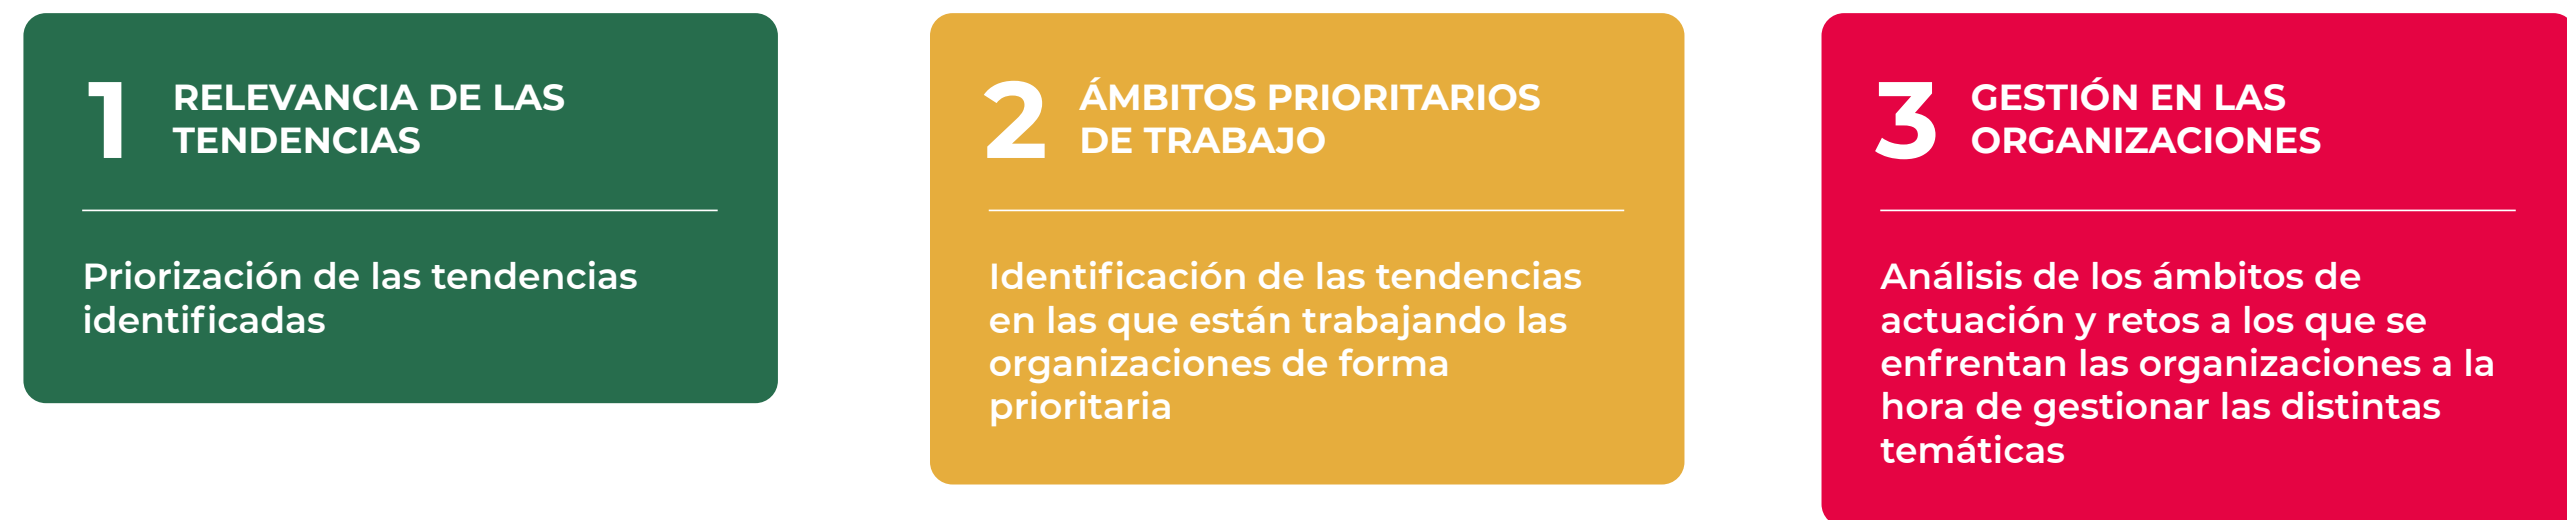 1
RELEVANCIA DE LAS
TENDENCIAS
Priorización de las tendencias
identificadas
2
ÁMBITOS PRIORITARIOS
DE TRABAJO
Identificación de las tendencias
en las que están trabajando las
organizaciones de forma
prioritaria
3
GESTIÓN EN LAS
ORGANIZACIONES
Análisis de los ámbitos de
actuación y retos a los que se
enfrentan las organizaciones a la
hora de gestionar las distintas
temáticas